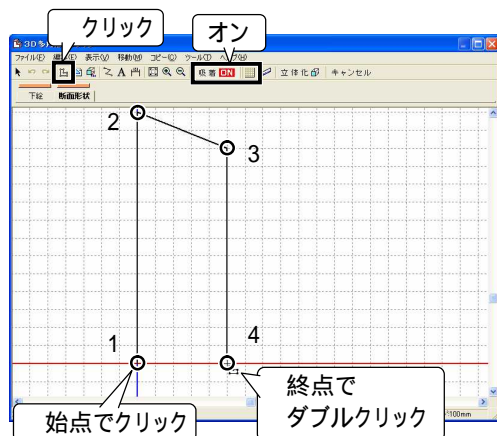 クリック
オン
ファイル(F) 表示(V) 移動(M) コピー(C) ツール(T)
A 吸着 ON 立体化 キャンセル
下絵 断面形状
2
3
1
4
始点でクリック
終点で
ダブルクリック
100mm